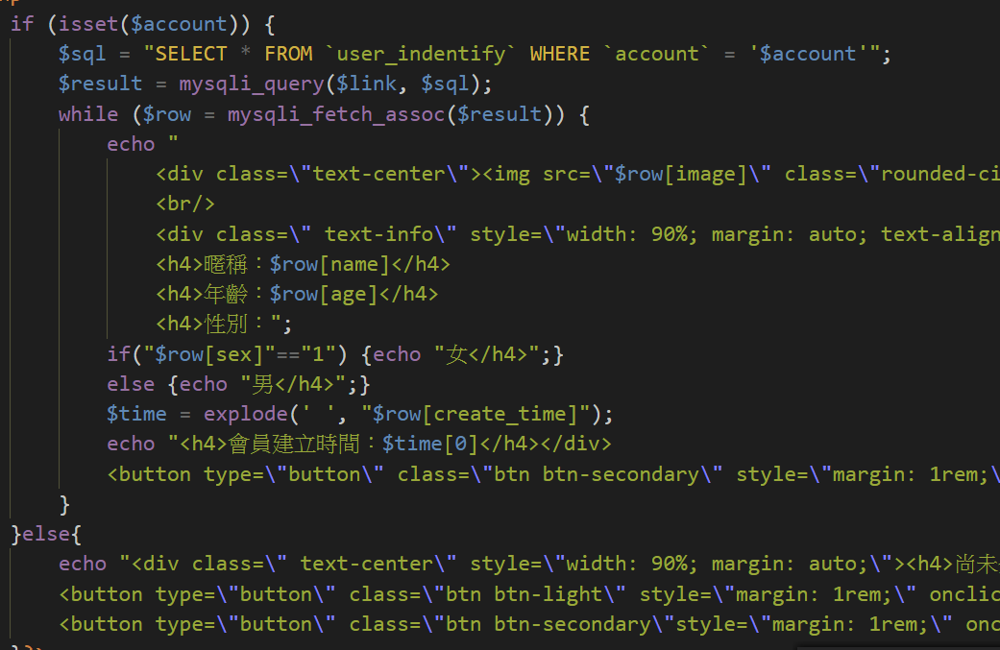 if (isset($account)) {
$sql = "SELECT * FROM `user_indentify` WHERE `account` = '$account'";
$result = mysqli_query($link, $sql);
while ($row = mysqli_fetch_assoc($result)) {
echo "
<div class=\"text-center\"><img src=\"$row[image]\" class=\"rounded-ci
<br/>
<div class=\" text-info\" style=\"width: 90%; margin: auto; text-align
<h4>暱稱：$row[name]</h4>
<h4>年齡：$row[age]</h4>
<h4>性別：";
if("$row[sex]"=="1") {echo "女</h4>";}
else {echo "男</h4>";}
$time = explode(' ', "$row[create_time]");
echo "<h4>會員建立時間：$time[0]</h4></div>
<button type=\"button\" class=\"btn btn-secondary\" style=\"margin: 1rem;\
}
}else{
echo "<div class=\" text-center\" style=\"width: 90%; margin: auto;\"><h4>尚未
<button type=\"button\" class=\"btn btn-light\" style=\"margin: 1rem;\" onclic
<button type=\"button\" class=\"btn btn-secondary\"style=\"margin: 1rem;\" onc